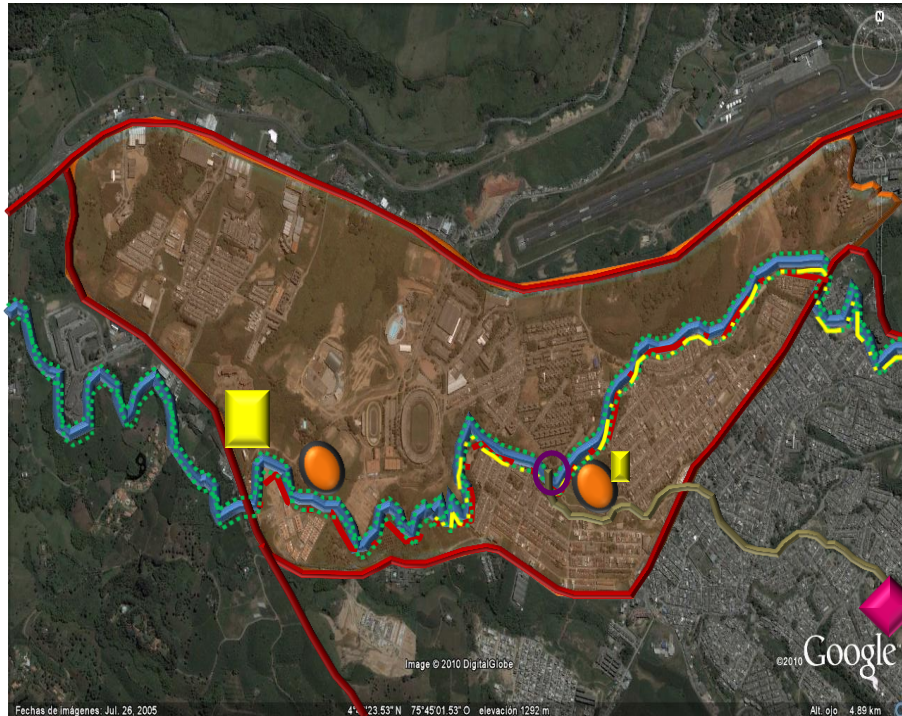 N
Image © 2010 DigitalGlobe
©2010 Google
Fechas de imágenes: Jul. 26, 2005
75°45'01.53" O elevación 1292 m
Alt. ojo 4.89 km